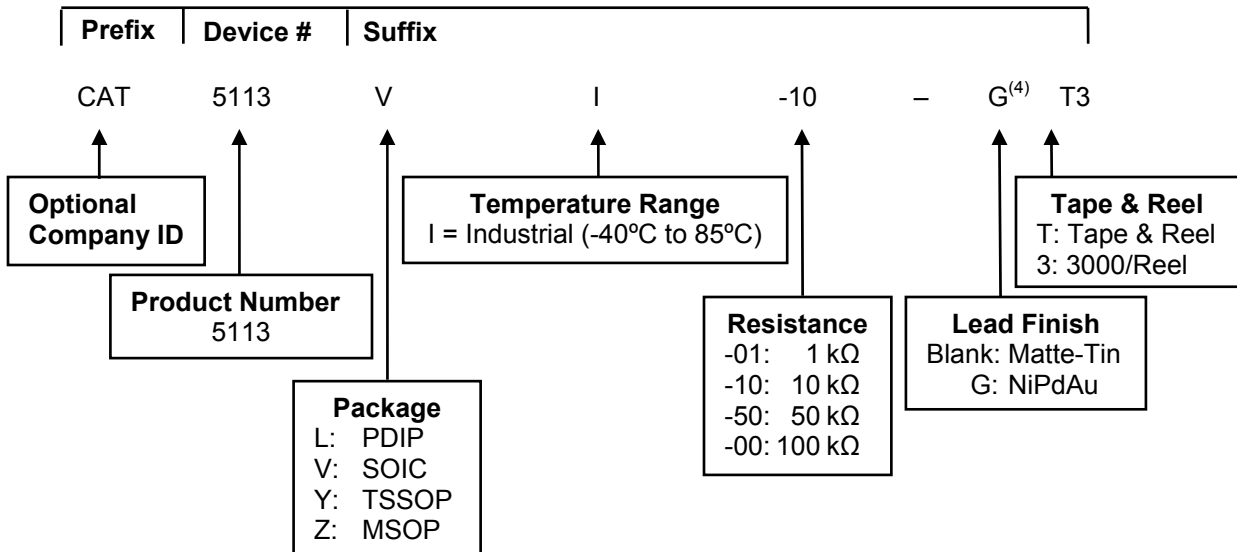 Prefix Device # Suffix
CAT 5113 V I -10 – G(4) T3
Optional
Company ID
Product Number
5113
Package
L: PDIP
V: SOIC
Y: TSSOP
Z: MSOP
Temperature Range
I = Industrial (-40ºC to 85ºC)
Resistance
-01: 1 kΩ
-10: 10 kΩ
-50: 50 kΩ
-00: 100 kΩ
Lead Finish
Blank: Matte-Tin
G: NiPdAu
Tape & Reel
T: Tape & Reel
3: 3000/Reel